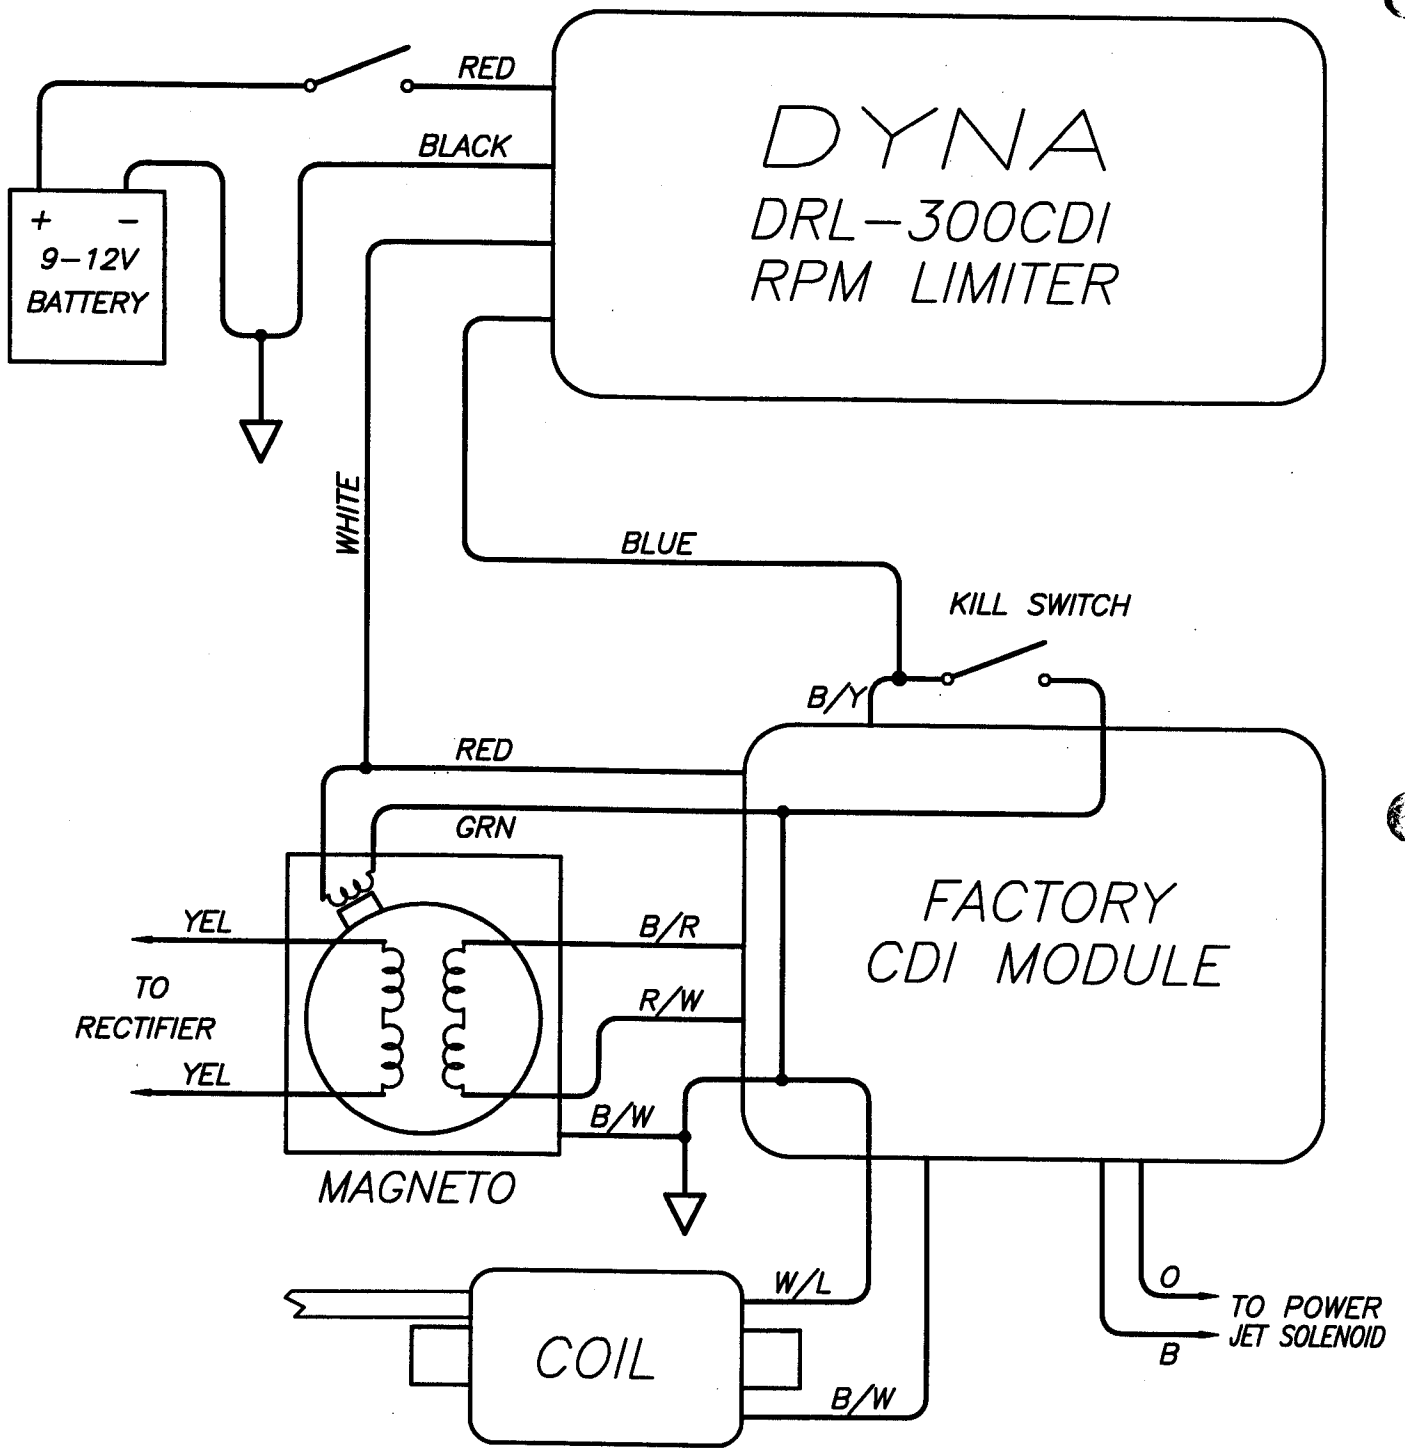 RED
DYNA
BLACK
DRL-300CDI
+ -
9-12V
RPM LIMITER
BATTERY
WHITE
BLUE
KILL SWITCH
B/Y
RED
GRN
FACTORY
YEL
B/R
CDI MODULE
TO
R/W
RECTIFIER
YEL
B/W
MAGNETO
W/L
O
TO POWER
JET SOLENOID
COIL
B
B/W